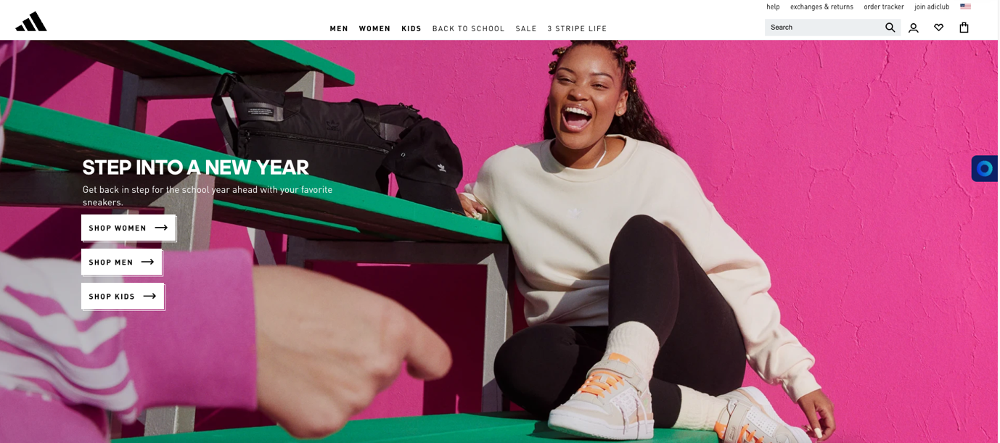 help exchanges & returns order tracker join adiclub
MEN WOMEN KIDS BACK TO SCHOOL SALE 3 STRIPE LIFE
Search
STEP INTO A NEW YEAR
Get back in step for the school year ahead with your favorite
sneakers.
SHOP WOMEN
SHOP MEN
SHOP KIDS